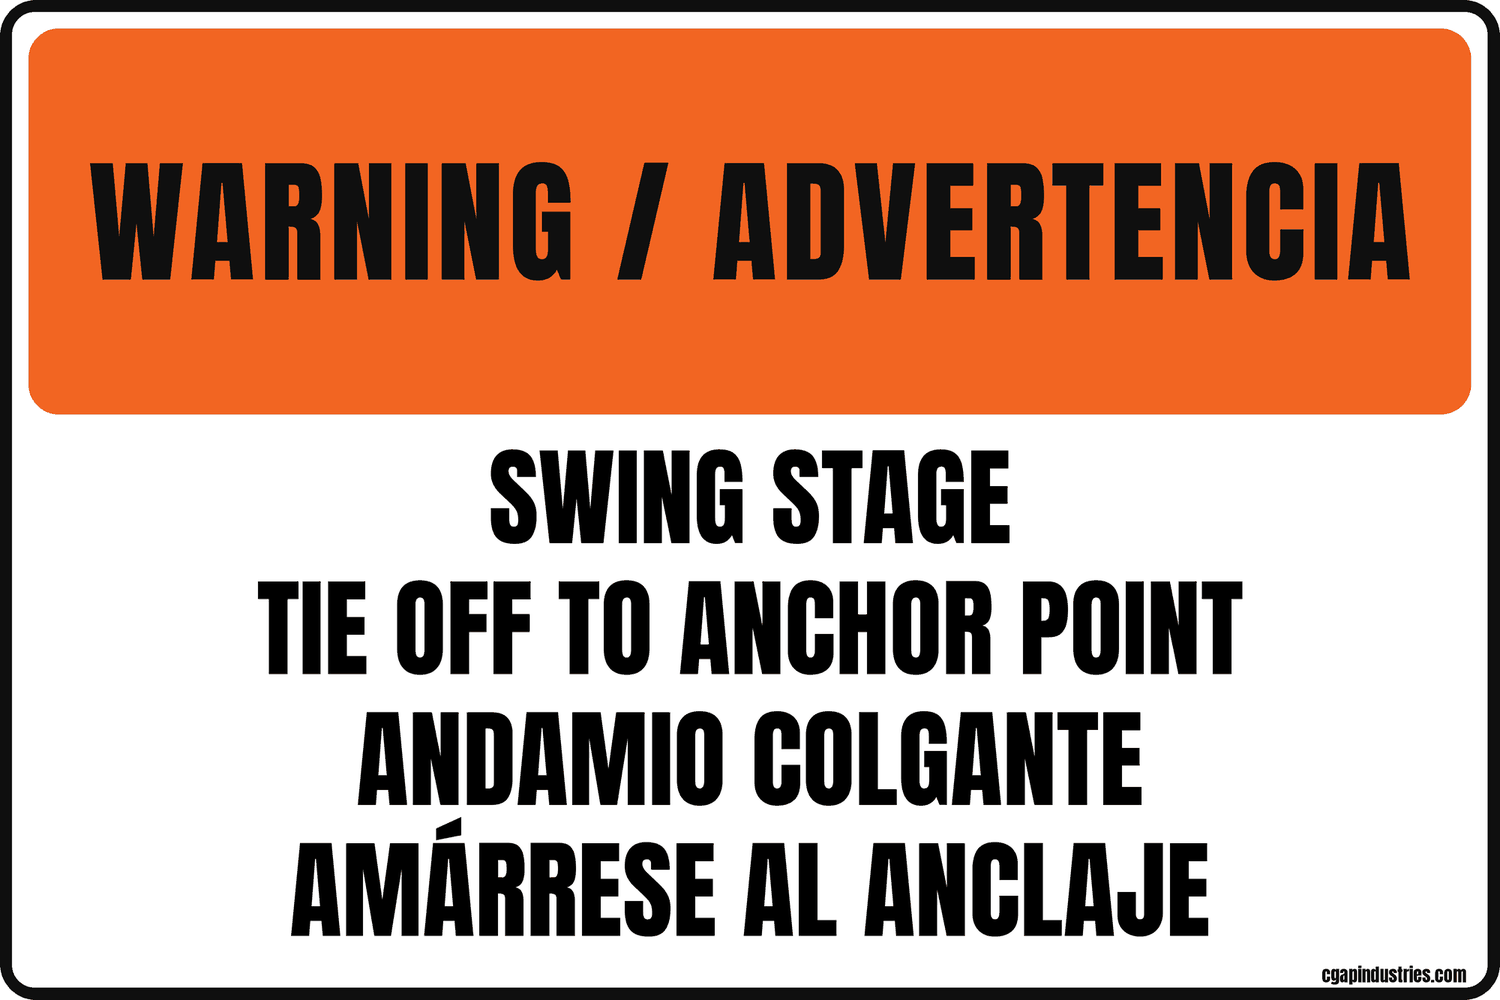 WARNING / ADVERTENCIA
SWING STAGE
TIE OFF TO ANCHOR POINT
ANDAMIO COLGANTE
AMÁRRESE AL ANCLAJE
cgapindustries.com